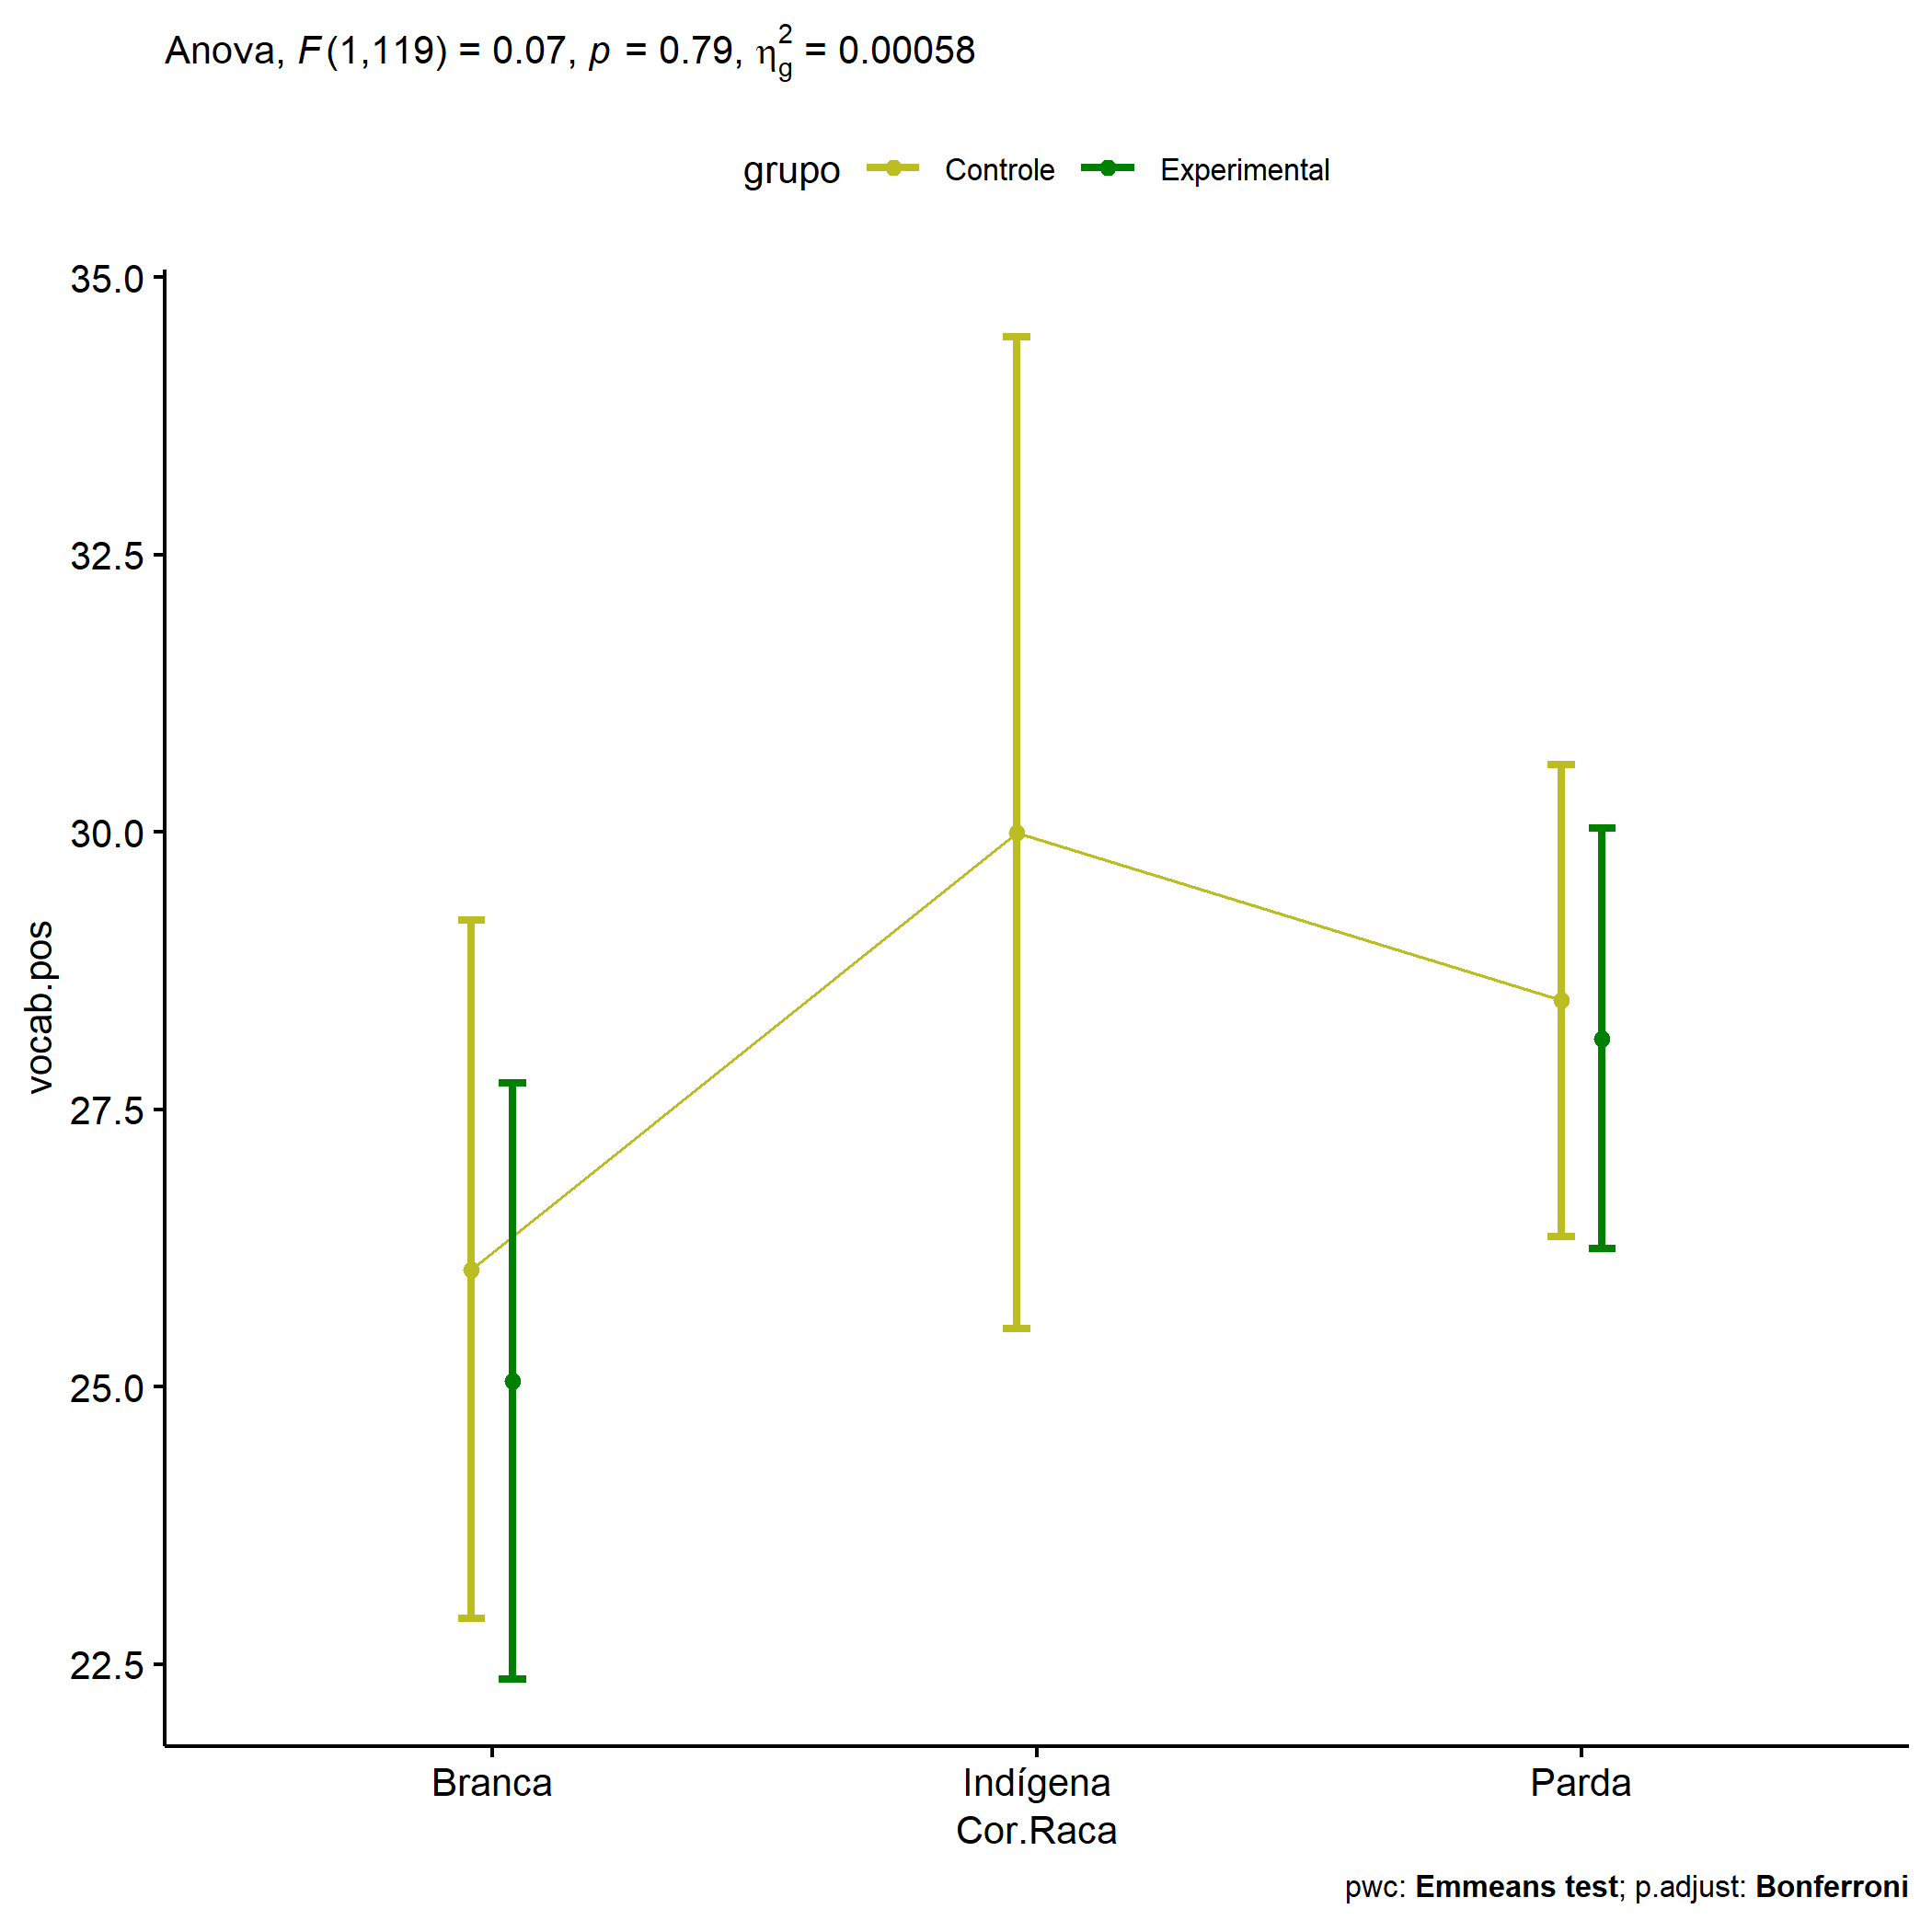 Anova, F(1,119) = 0.07, p = 0.79, η²g = 0.00058
grupo Controle Experimental
35.0
32.5
30.0
27.5
25.0
22.5
vocab.pos
Branca Indígena Parda
Cor.Raca
pwc: Emmeans test; p.adjust: Bonferroni